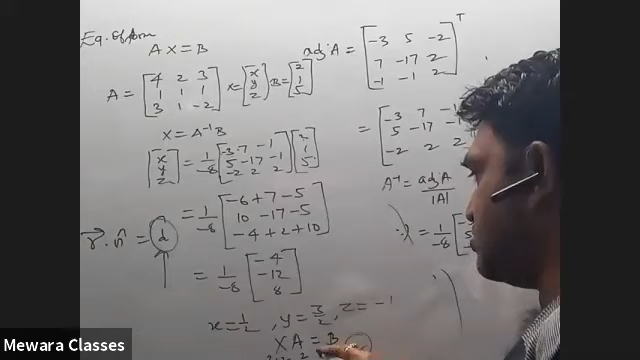 Eq. of form
AX = B
A = [4 2 3; 1 1 1; 3 1 -2] X = [x y z] B = [2 1 5]
X = A⁻¹B
[x y z] = 1/-8 [-3 7 -1; 5 -17 -1; -2 2 2] [2 1 5]
= 1/-8 [-6+7-5; 10 -17 -5; -4+2+10]
r⃗ . n̂ = d
= 1/-8 [-4; -12; 8]
x = 1/2 , y = 3/2 , z = -1
XA = B
adj A = [-3 5 -2; 7 -17 2; -1 -1 2]ᵀ
= [-3 7 -1; 5 -17 -1; -2 2 2
A⁻¹ = adj A / |A|
= 1/-8
Mewara Classes